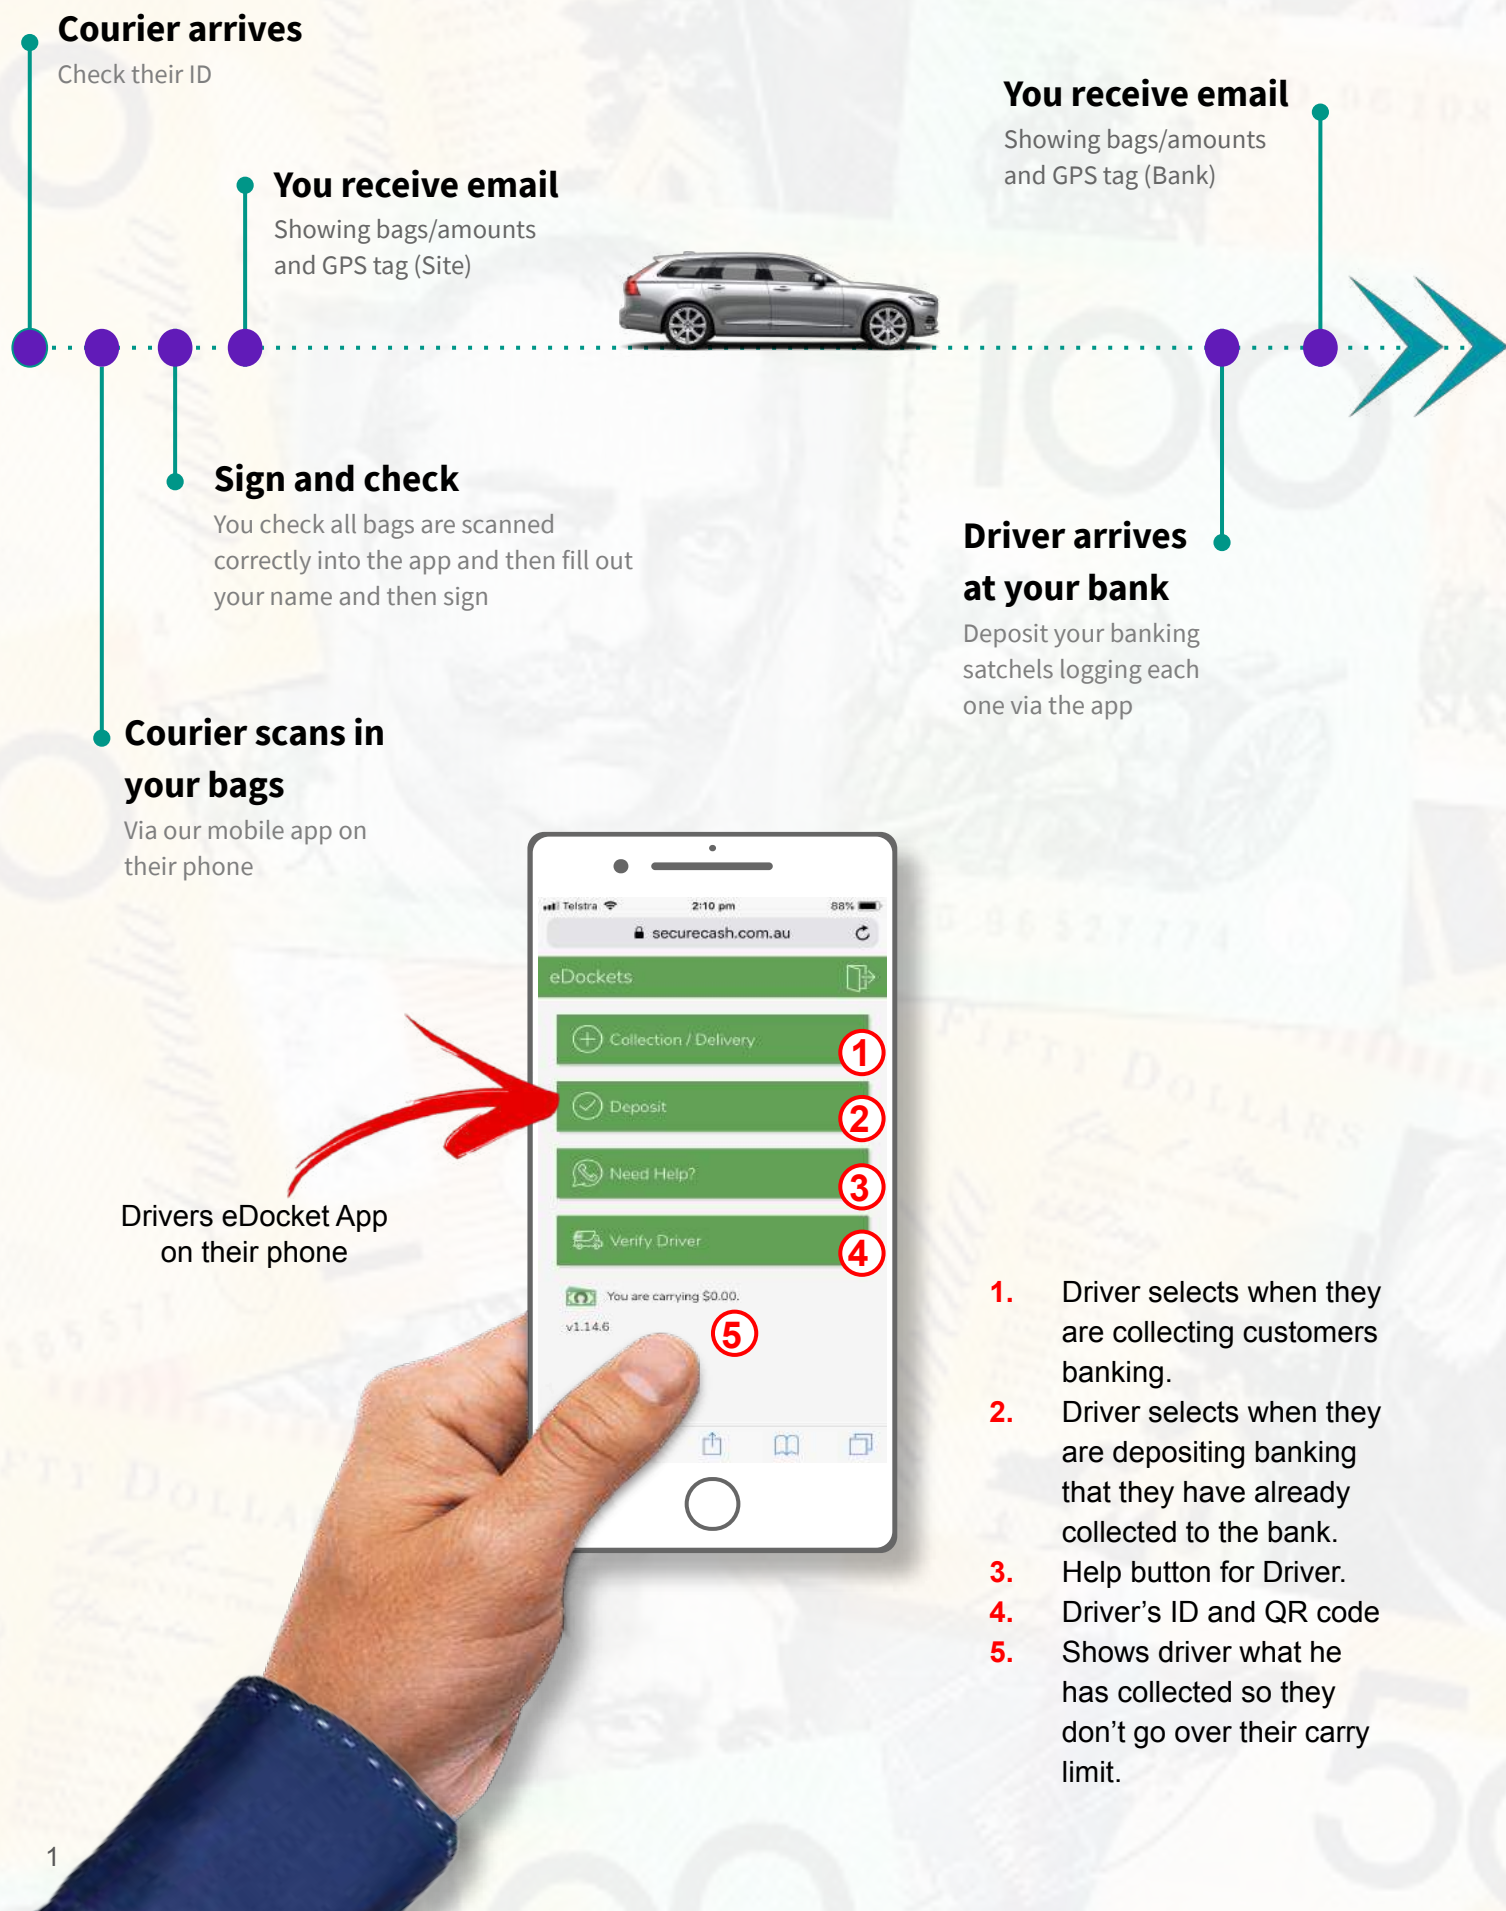 Courier arrives
Check their ID
You receive email
Showing bags/amounts
and GPS tag (Bank)
You receive email
Showing bags/amounts
and GPS tag (Site)
Sign and check
You check all bags are scanned
correctly into the app and then fill out
your name and then sign
Driver arrives
at your bank
Deposit your banking
satchels logging each
one via the app
Courier scans in
your bags
Via our mobile app on
their phone
Telstra 2:10 pm 88%
securecash.com.au
eDockets
Collection / Delivery
1
Deposit
2
Need Help?
3
Verify Driver
4
You are carrying $0.00.
v1.14.6
5
Drivers eDocket App
on their phone
1. Driver selects when they
are collecting customers
banking.
2. Driver selects when they
are depositing banking
that they have already
collected to the bank.
3. Help button for Driver.
4. Driver’s ID and QR code
5. Shows driver what he
has collected so they
don’t go over their carry
limit.
100
Australia
FIFTY DOLLARS
1